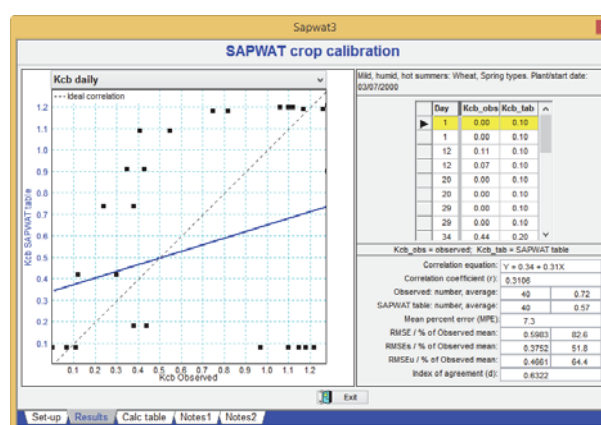 Sapwat3
SAPWAT crop calibration
Kcb daily
Ideal correlation
1.2
1.1
1.0
0.9
0.8
0.7
0.6
0.5
0.4
0.3
0.2
0.1
Kcb SAPWAT table
0.1 0.2 0.3 0.4 0.5 0.6 0.7 0.8 0.9 1.0 1.1 1.2
Kcb Observed
Mild, humid, hot summers: Wheat, Spring types. Plant/start date:
03/07/2000
Day Kcb_obs Kcb_tab
1 0.00 0.10
1 0.00 0.10
12 0.11 0.10
12 0.07 0.10
20 0.00 0.10
20 0.00 0.10
29 0.00 0.10
29 0.00 0.10
34 0.44 0.20
Kcb_obs = observed; Kcb_tab = SAPWAT table
Correlation equation: Y = 0.34 + 0.31X
Correlation coefficient (r): 0.3106
Observed: number, average: 40 0.72
SAPWAT table: number, average: 40 0.57
Mean percent error (MPE): 7.3
RMSE / % of Observed mean: 0.5983 82.6
RMSEs / % of Observed mean: 0.3752 51.8
RMSEu / % of Observed mean: 0.4661 64.4
Index of agreement (d): 0.6322
Exit
Set-up Results Calc table Notes1 Notes2